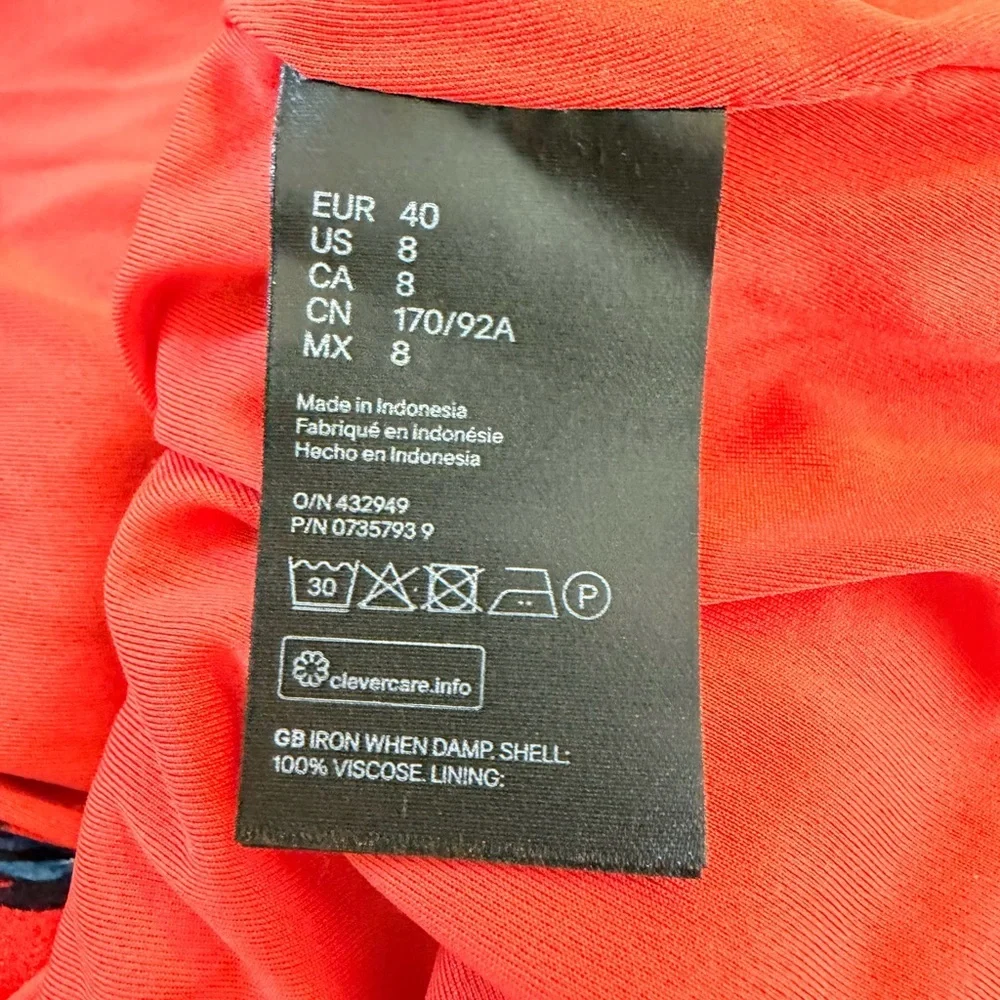 EUR 40
US 8
CA 8
CN 170/92A
MX 8
Made in Indonesia
Fabriqué en Indonésie
Hecho en Indonesia
O/N 432949
P/N 0735793 9
30 P
clevercare.info
GB IRON WHEN DAMP. SHELL:
100% VISCOSE. LINING: